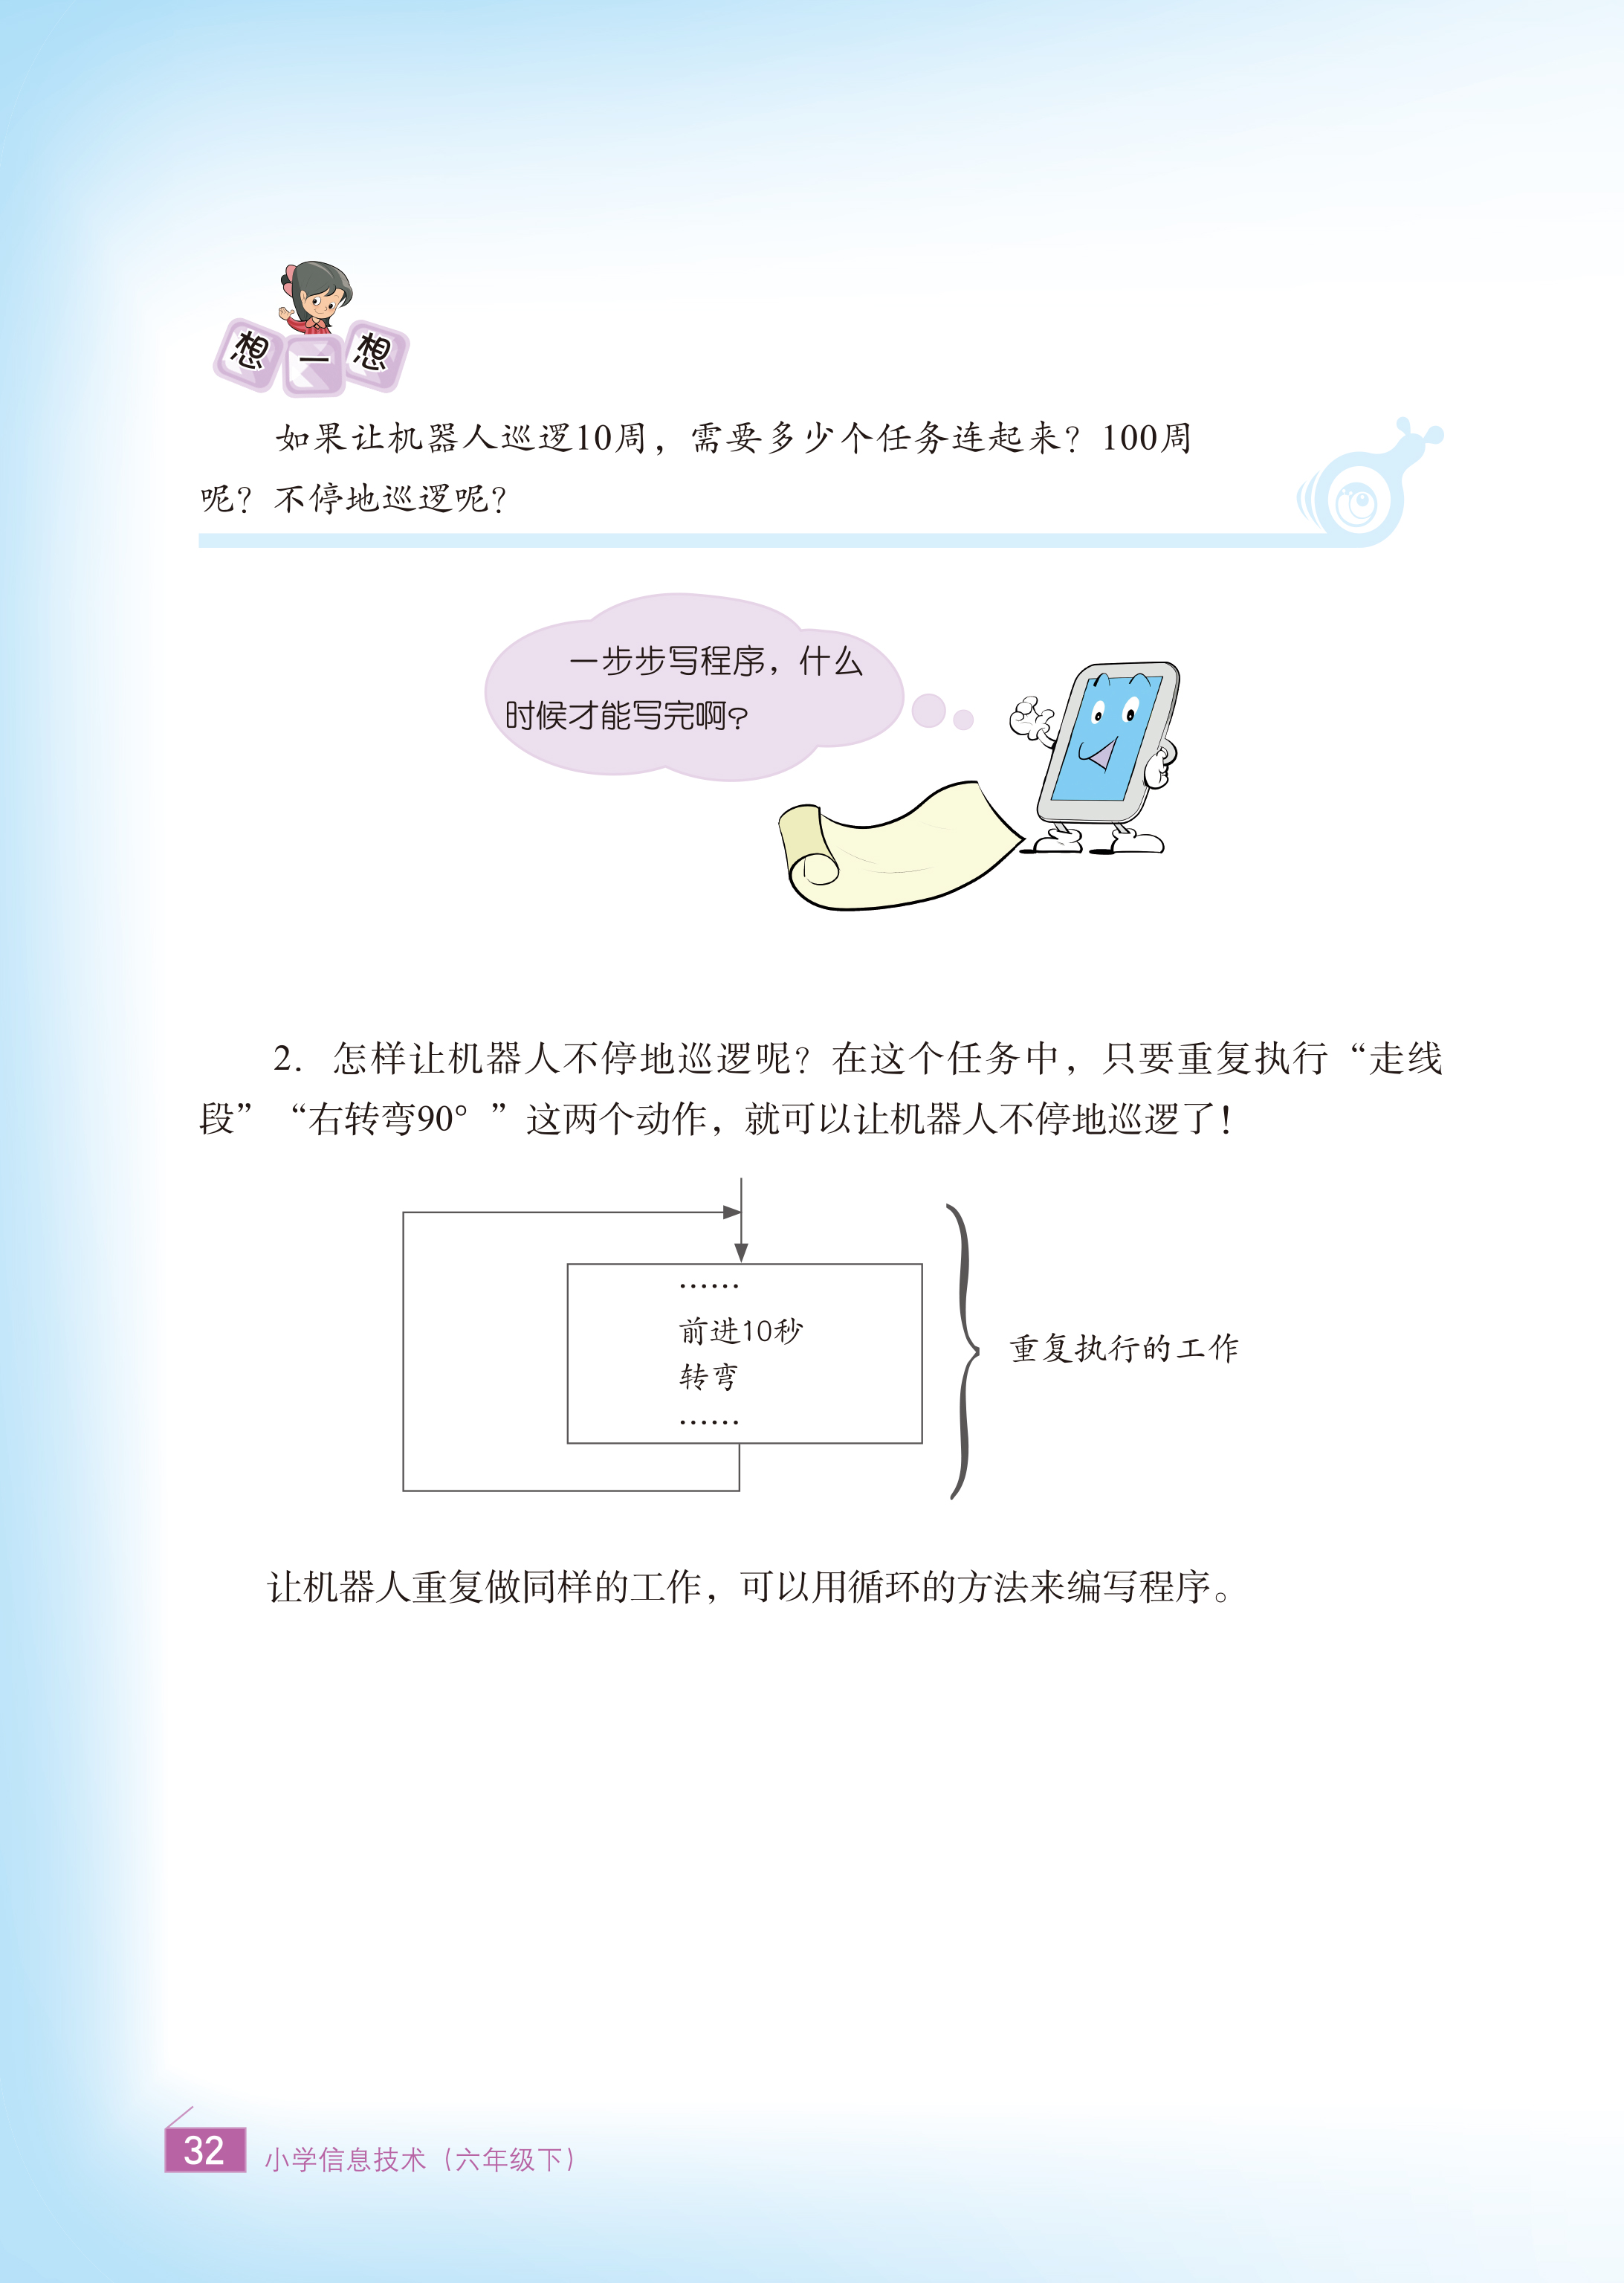 想一想
如果让机器人巡逻10周，需要多少个任务连起来？100周
呢？不停地巡逻呢？
一步步写程序，什么
时候才能写完啊？
2. 怎样让机器人不停地巡逻呢？在这个任务中，只要重复执行“走线
段”“右转弯90°”这两个动作，就可以让机器人不停地巡逻了！
……
前进10秒
转弯
……
重复执行的工作
让机器人重复做同样的工作，可以用循环的方法来编写程序。
32 小学信息技术（六年级下）